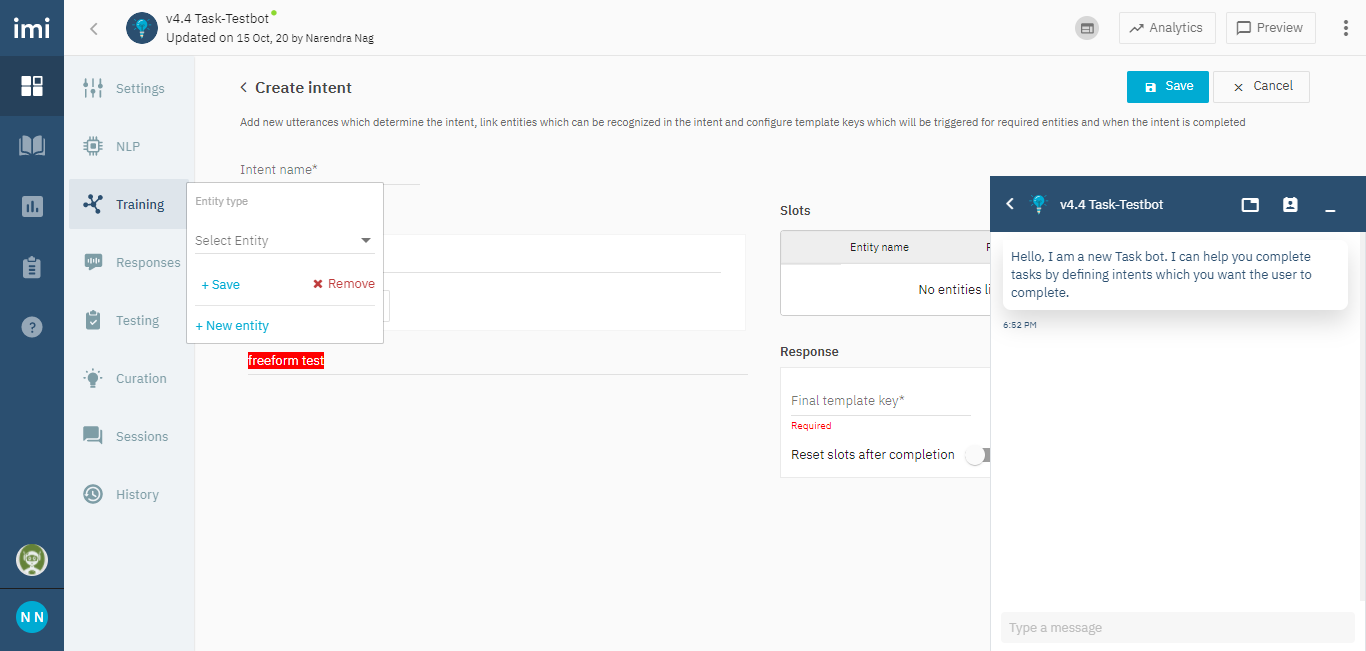 imi
v4.4 Task-Testbot
Updated on 15 Oct, 20 by Narendra Nag
Analytics
Preview
Settings
NLP
Training
Responses
Testing
Curation
Sessions
History
N N
Create intent
Save
Cancel
Add new utterances which determine the intent, link entities which can be recognized in the intent and configure template keys which will be triggered for required entities and when the intent is completed
Intent name*
Entity type
Select Entity
+ Save
Remove
+ New entity
freeform test
Slots
Entity name
No entities
Response
Final template key*
Required
Reset slots after completion
v4.4 Task-Testbot
Hello, I am a new Task bot. I can help you complete
tasks by defining intents which you want the user to
complete.
6:52 PM
Type a message